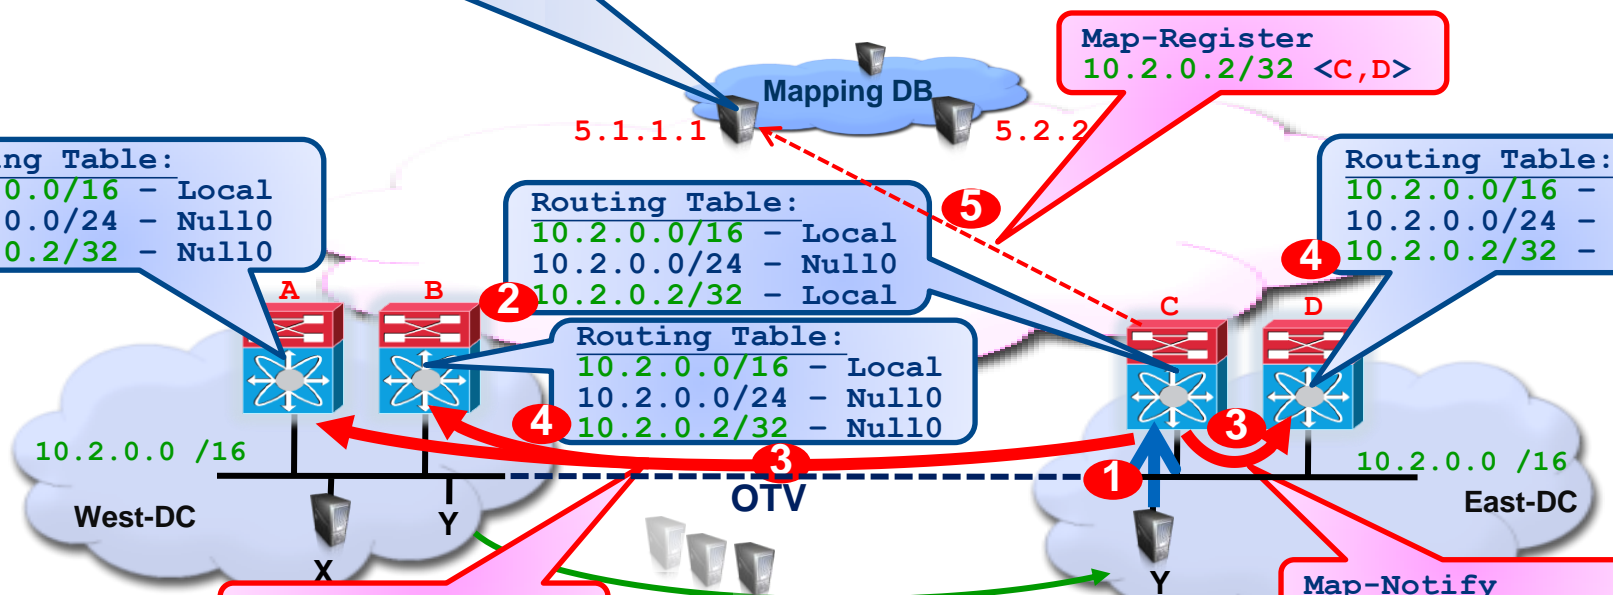 Map-Register
10.2.0.2/32 <C,D>
Mapping DB
5.1.1.1
5.2.2
ng Table:
0.0/16 – Local
0.0/24 – Null0
0.2/32 – Null0
Routing Table:
10.2.0.0/16 – Local
10.2.0.0/24 – Null0
10.2.0.2/32 – Local
5
Routing Table:
10.2.0.0/16 –
10.2.0.0/24 –
10.2.0.2/32 –
4
A
B
2
C
D
Routing Table:
10.2.0.0/16 – Local
10.2.0.0/24 – Null0
10.2.0.2/32 – Null0
4
3
10.2.0.0 /16
3
1
10.2.0.0 /16
OTV
West-DC
Y
East-DC
X
Y
Map-Notify